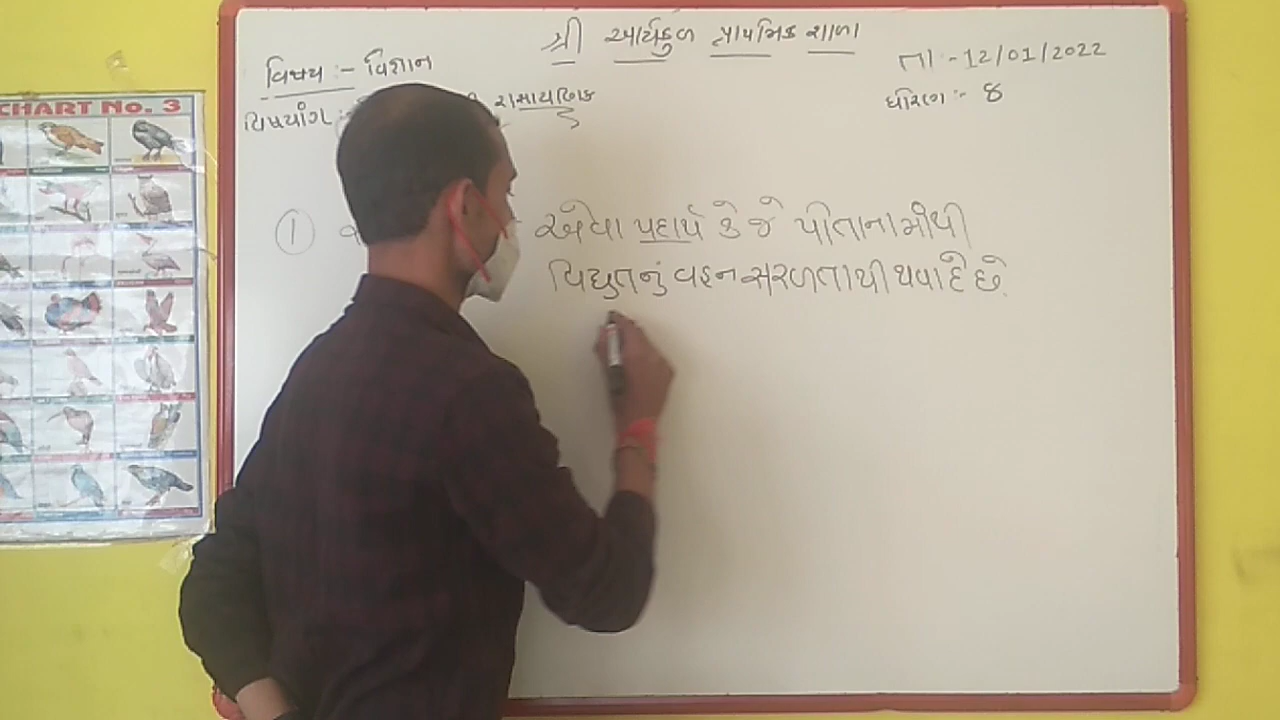 શ્રી આર્યકુળ પ્રાથમિક શાળા
વિષય :- વિજ્ઞાન
તા :- 12/01/2022
વિષયાંગ : રાસાયણિક
ધોરણ :- 8
CHART No. 3
① એવા પદાર્થ કે જે પોતાનામાંથી
વિદ્યુતનું વહન સરળતાથી થવા દે છે.